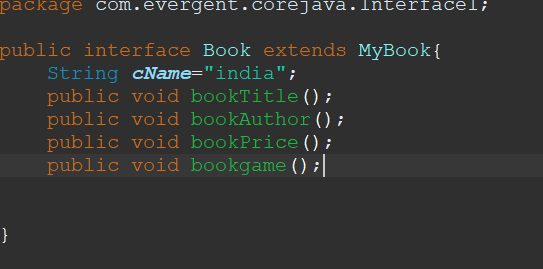 package com.evergent.corejava.Interface1;
public interface Book extends MyBook{
String cName="india";
public void bookTitle();
public void bookAuthor();
public void bookPrice();
public void bookgame();
}